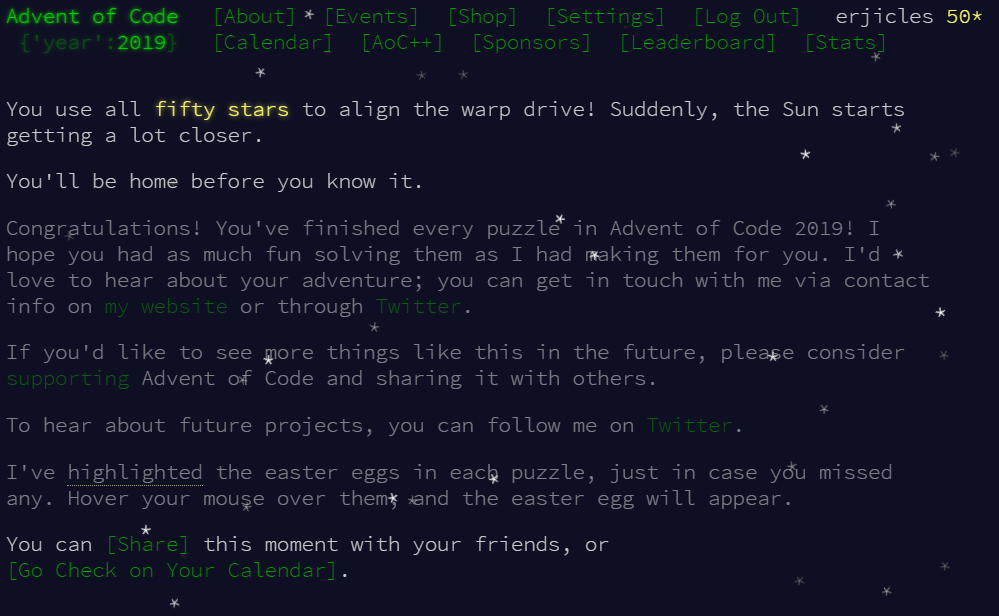 Advent of Code [About] [Events] [Shop] [Settings] [Log Out] erjicles 50*
{'year':2019} [Calendar] [AoC++] [Sponsors] [Leaderboard] [Stats]
You use all fifty stars to align the warp drive! Suddenly, the Sun starts
getting a lot closer.
You'll be home before you know it.
Congratulations! You've finished every puzzle in Advent of Code 2019! I
hope you had as much fun solving them as I had making them for you. I'd
love to hear about your adventure; you can get in touch with me via contact
info on my website or through Twitter.
If you'd like to see more things like this in the future, please consider
supporting Advent of Code and sharing it with others.
To hear about future projects, you can follow me on Twitter.
I've highlighted the easter eggs in each puzzle, just in case you missed
any. Hover your mouse over them, and the easter egg will appear.
You can [Share] this moment with your friends, or
[Go Check on Your Calendar].